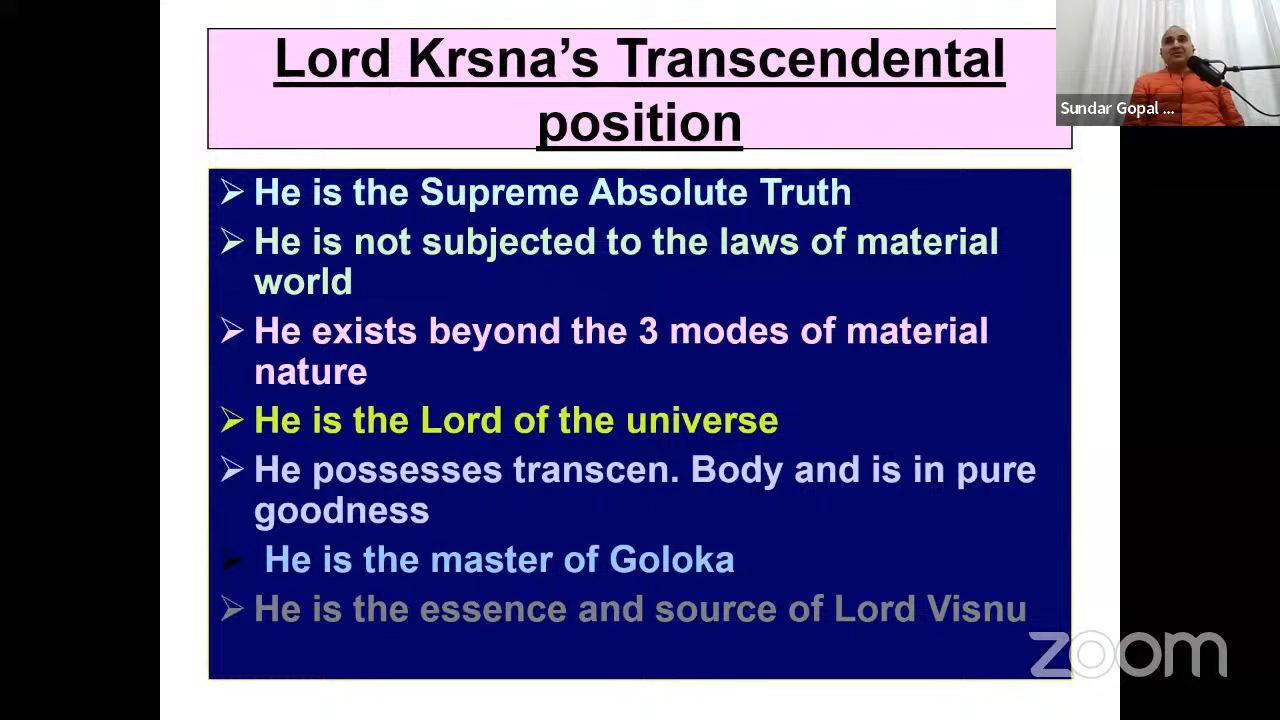 Lord Krsna’s Transcendental
position
Sundar Gopal ...
➢ He is the Supreme Absolute Truth
➢ He is not subjected to the laws of material
world
➢ He exists beyond the 3 modes of material
nature
➢ He is the Lord of the universe
➢ He possesses transcen. Body and is in pure
goodness
➢ He is the master of Goloka
➢ He is the essence and source of Lord Visnu
zoom